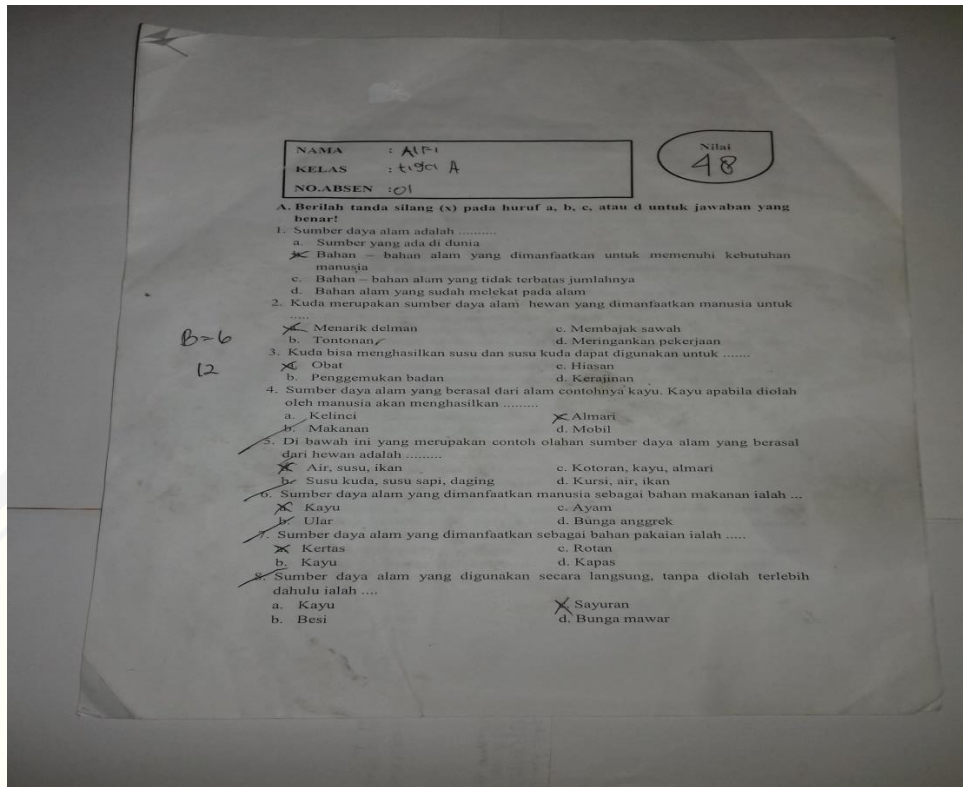 NAMA : Alfi
KELAS : tiga A
NO.ABSEN : 01
Nilai
48
A. Berilah tanda silang (x) pada huruf a, b, c, atau d untuk jawaban yang
benar!
1. Sumber daya alam adalah ..........
a. Sumber yang ada di dunia
Bahan – bahan alam yang dimanfaatkan untuk memenuhi kebutuhan
manusia
c. Bahan – bahan alam yang tidak terbatas jumlahnya
d. Bahan alam yang sudah melekat pada alam
2. Kuda merupakan sumber daya alam hewan yang dimanfaatkan manusia untuk
.....
Menarik delman c. Membajak sawah
b. Tontonan d. Meringankan pekerjaan
B=6
3. Kuda bisa menghasilkan susu dan susu kuda dapat digunakan untuk .......
Obat c. Hiasan
12
b. Penggemukan badan d. Kerajinan
4. Sumber daya alam yang berasal dari alam contohnya kayu. Kayu apabila diolah
oleh manusia akan menghasilkan .........
a. Kelinci Almari
b. Makanan d. Mobil
5. Di bawah ini yang merupakan contoh olahan sumber daya alam yang berasal
dari hewan adalah .........
Air, susu, ikan c. Kotoran, kayu, almari
b. Susu kuda, susu sapi, daging d. Kursi, air, ikan
6. Sumber daya alam yang dimanfaatkan manusia sebagai bahan makanan ialah ...
a. Kayu c. Ayam
b. Ular d. Bunga anggrek
7. Sumber daya alam yang dimanfaatkan sebagai bahan pakaian ialah .....
a. Kertas c. Rotan
b. Kayu d. Kapas
8. Sumber daya alam yang digunakan secara langsung, tanpa diolah terlebih
dahulu ialah ....
a. Kayu c. Sayuran
b. Besi d. Bunga mawar